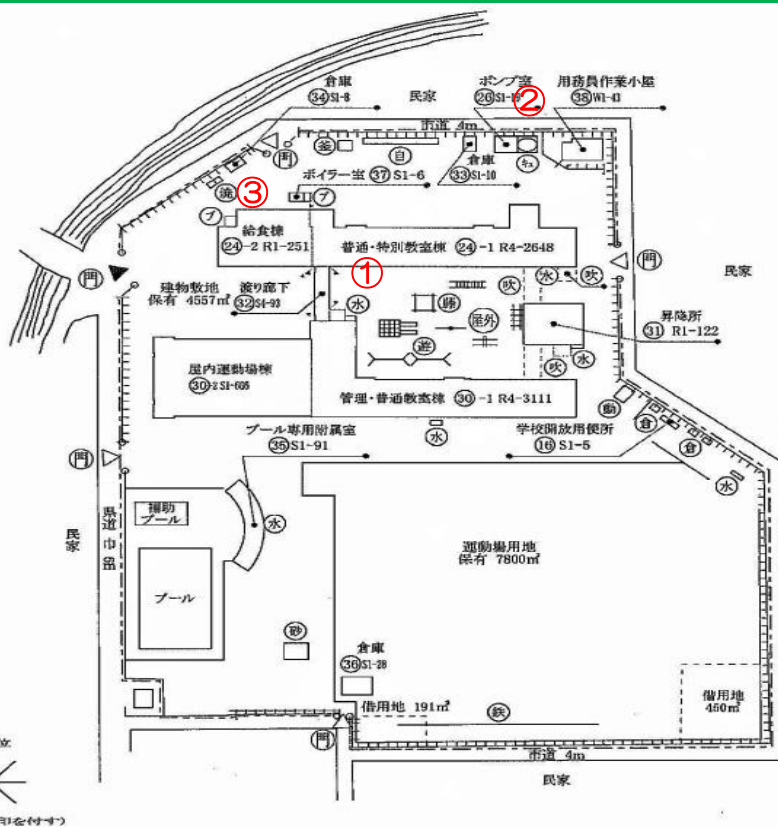 倉庫
㉞S1-8
民家
ポンプ室
㉖S1-19
②
用務員作業小屋
㊳W1-43
市道 4m
門
釜
自
倉庫
㉝S1-10
キュ
ボイラー室 ㊲ S1-6
流
③
プ
プ
給食棟
㉔-2 R1-251
普通・特別教室棟 ㉔-1 R4-2648
門
門
民家
①
建物敷地
保有 4557㎡
渡り廊下
㉜S4-93
水
吹
水
吹
屋外
遊
昇降所
㉛ R1-122
吹
水
屋内運動場棟
㉚-2 S1-686
管理・普通教室棟 ㉚-1 R4-3111
水
プール専用附属室
㉟S1-91
学校開放用便所
⑯ S1-5
倉
倉
水
門
民家
県道
補助
プール
水
プール
運動場用地
保有 7800㎡
砂
倉庫
㊱S1-28
借用地 191㎡
鉄
借用地
450㎡
門
市道 4m
民家
印を付す)